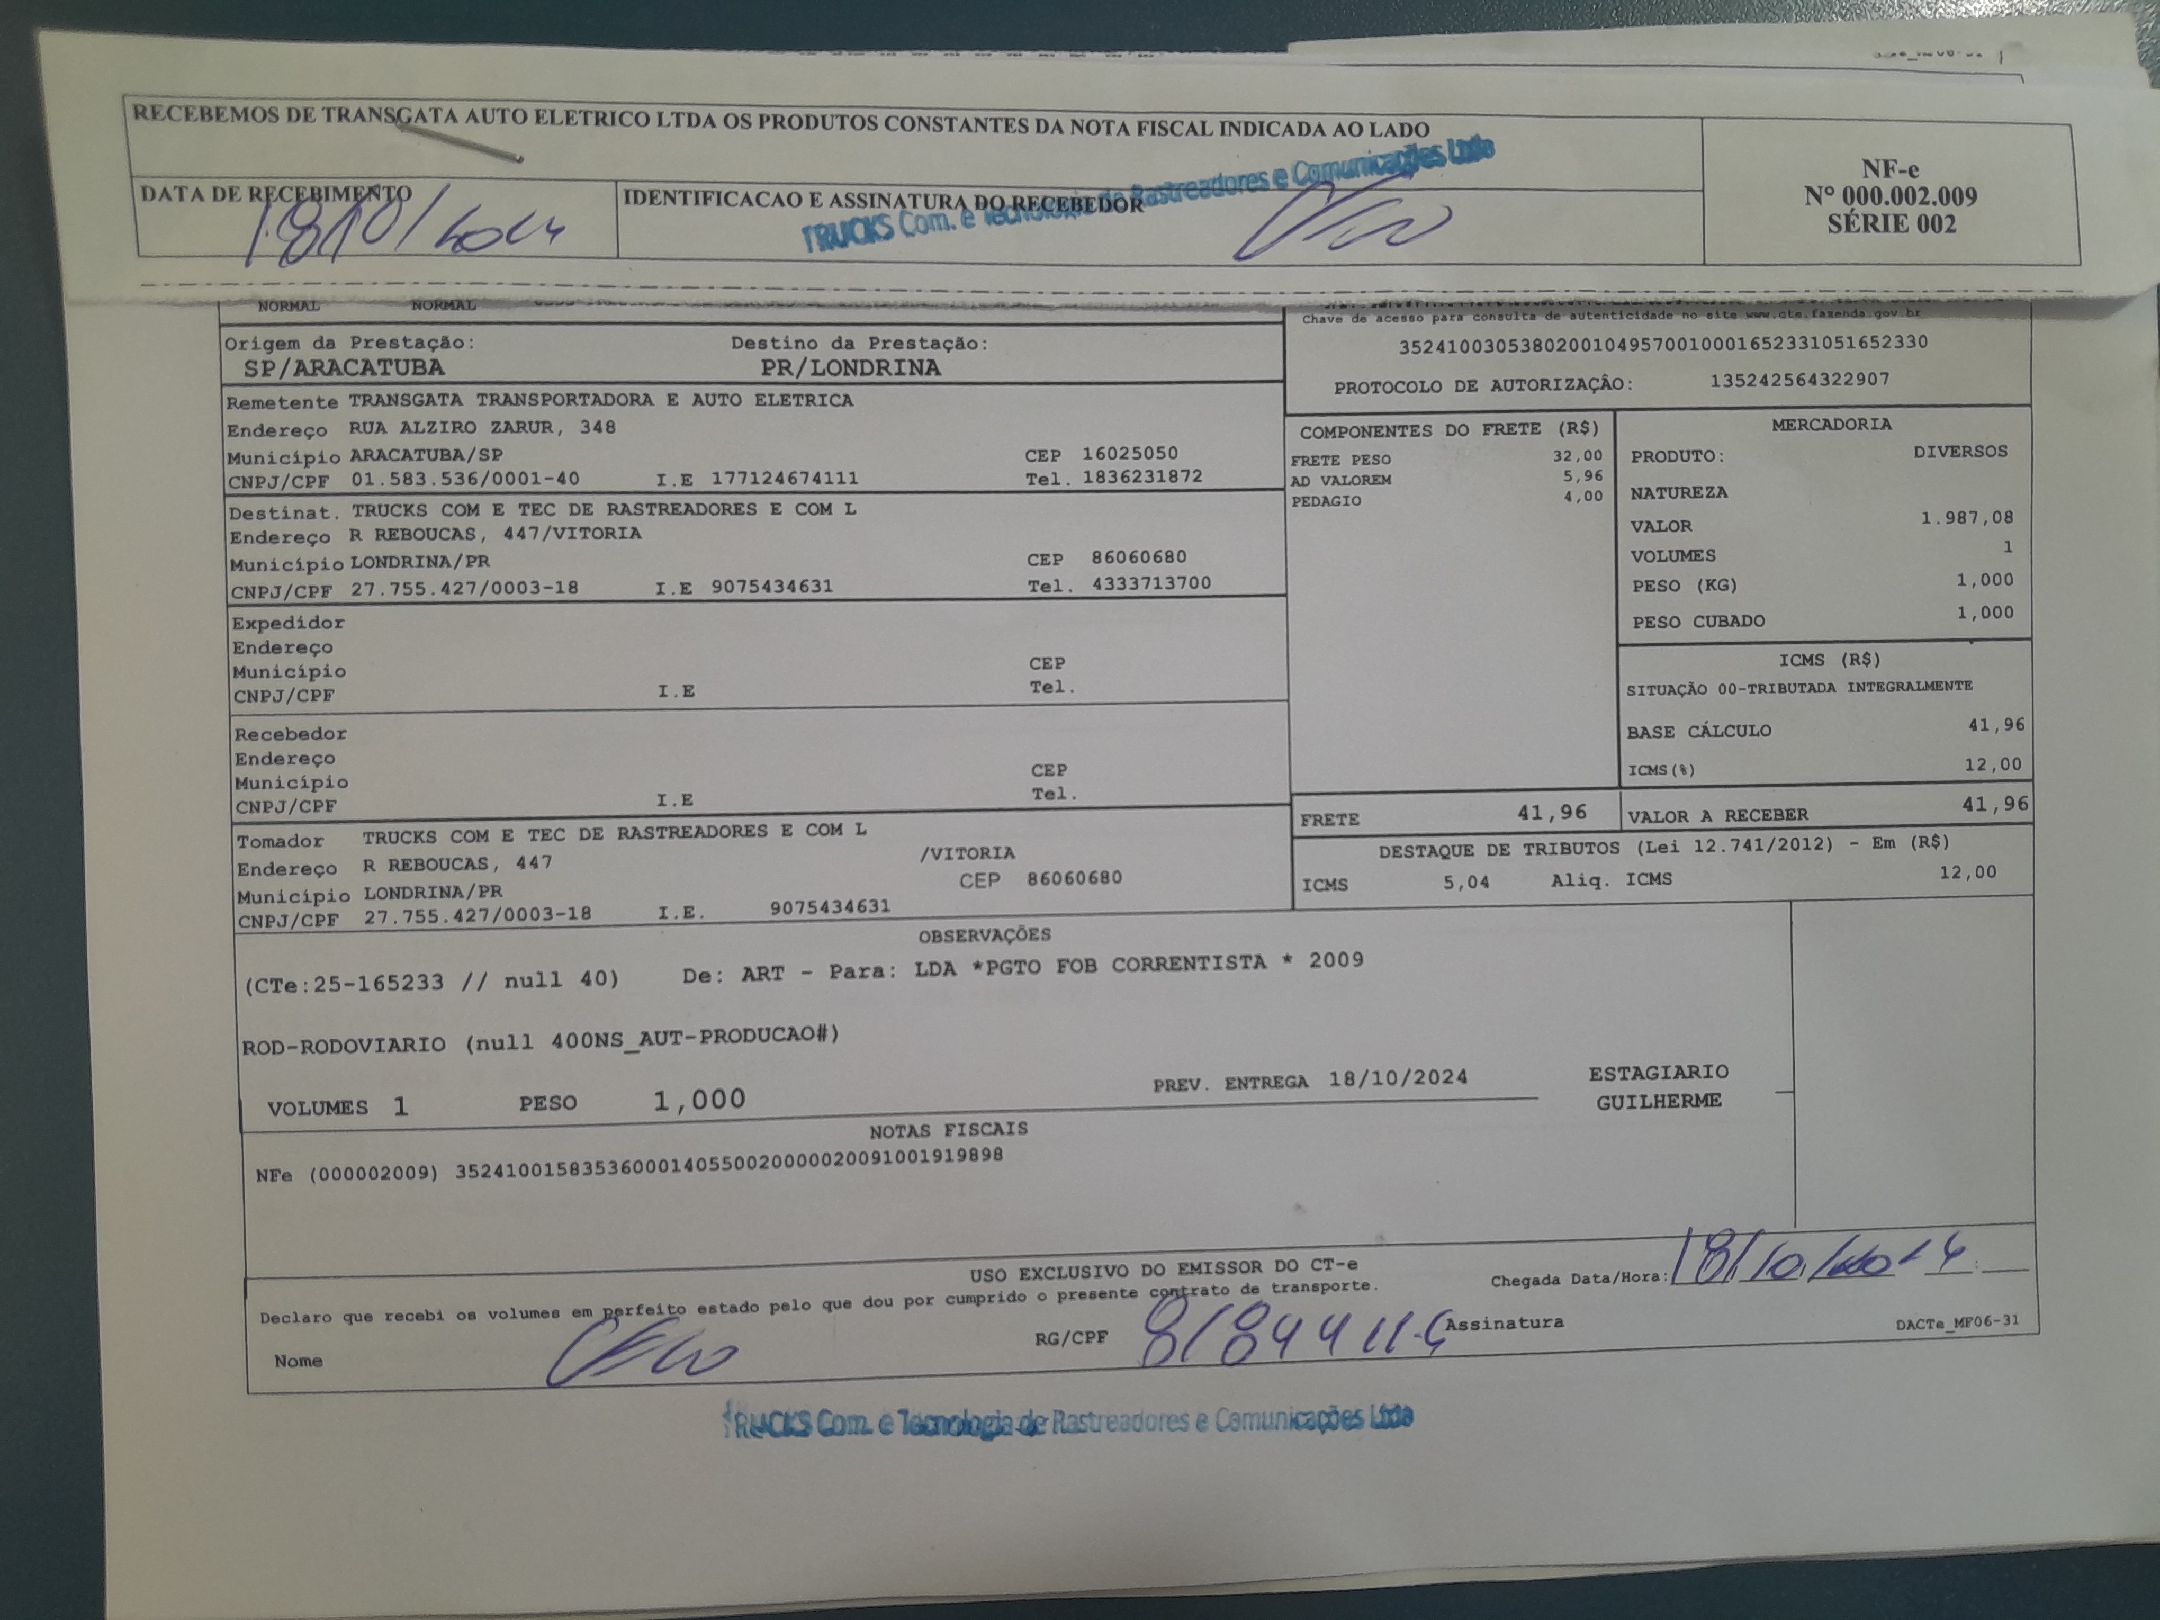 RECEBEMOS DE TRANSGATA AUTO ELETRICO LTDA OS PRODUTOS CONSTANTES DA NOTA FISCAL INDICADA AO LADO
DATA DE RECEBIMENTO
18/10/2024
IDENTIFICACAO E ASSINATURA DO RECEBEDOR
TRUCKS Com. e Tecnologia de Rastreadores e Comunicações Ltda
NF-e
Nº 000.002.009
SÉRIE 002
NORMAL NORMAL
Chave de acesso para consulta de autenticidade no site www.cte.fazenda.gov.br
35241003053802001049570010001652331051652330
PROTOCOLO DE AUTORIZAÇÂO: 135242564322907
Origem da Prestação: Destino da Prestação:
SP/ARACATUBA PR/LONDRINA
Remetente TRANSGATA TRANSPORTADORA E AUTO ELETRICA
Endereço RUA ALZIRO ZARUR, 348
Município ARACATUBA/SP CEP 16025050
CNPJ/CPF 01.583.536/0001-40 I.E 177124674111 Tel. 1836231872
Destinat. TRUCKS COM E TEC DE RASTREADORES E COM L
Endereço R REBOUCAS, 447/VITORIA
Município LONDRINA/PR CEP 86060680
CNPJ/CPF 27.755.427/0003-18 I.E 9075434631 Tel. 4333713700
Expedidor
Endereço
Município CEP
CNPJ/CPF I.E Tel.
Recebedor
Endereço
Município CEP
CNPJ/CPF I.E Tel.
Tomador TRUCKS COM E TEC DE RASTREADORES E COM L
Endereço R REBOUCAS, 447 /VITORIA
Município LONDRINA/PR CEP 86060680
CNPJ/CPF 27.755.427/0003-18 I.E. 9075434631
COMPONENTES DO FRETE (R$)
FRETE PESO 32,00
AD VALOREM 5,96
PEDAGIO 4,00
MERCADORIA
PRODUTO: DIVERSOS
NATUREZA
VALOR 1.987,08
VOLUMES 1
PESO (KG) 1,000
PESO CUBADO 1,000
ICMS (R$)
SITUAÇÃO 00-TRIBUTADA INTEGRALMENTE
BASE CÁLCULO 41,96
ICMS(%) 12,00
FRETE 41,96 VALOR A RECEBER 41,96
DESTAQUE DE TRIBUTOS (Lei 12.741/2012) - Em (R$)
ICMS 5,04 Aliq. ICMS 12,00
OBSERVAÇÕES
(CTe:25-165233 // null 40) De: ART - Para: LDA *PGTO FOB CORRENTISTA * 2009
ROD-RODOVIARIO (null 400NS_AUT-PRODUCAO#)
VOLUMES 1 PESO 1,000 PREV. ENTREGA 18/10/2024
ESTAGIARIO
GUILHERME
NOTAS FISCAIS
NFe (000002009) 35241001583536000140550020000020091001919898
USO EXCLUSIVO DO EMISSOR DO CT-e
Declaro que recebi os volumes em perfeito estado pelo que dou por cumprido o presente contrato de transporte.
Chegada Data/Hora: 18/10/2024
Nome RG/CPF Assinatura
DACTe_MF06-31
TRUCKS Com. e Tecnologia de Rastreadores e Comunicações Ltda